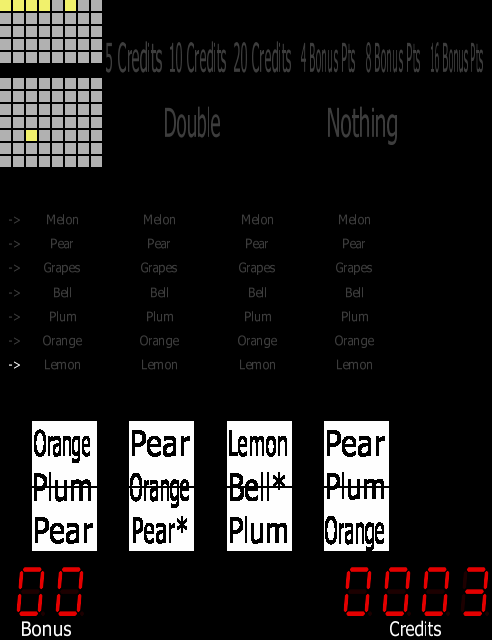 5 Credits 10 Credits 20 Credits 4 Bonus Pts 8 Bonus Pts 16 Bonus Pts
Double Nothing
-> Melon Melon Melon Melon
-> Pear Pear Pear Pear
-> Grapes Grapes Grapes Grapes
-> Bell Bell Bell Bell
-> Plum Plum Plum Plum
-> Orange Orange Orange Orange
-> Lemon Lemon Lemon Lemon
Orange Pear Lemon Pear
Plum Orange Bell* Plum
Pear Pear* Plum Orange
00 0003
Bonus Credits